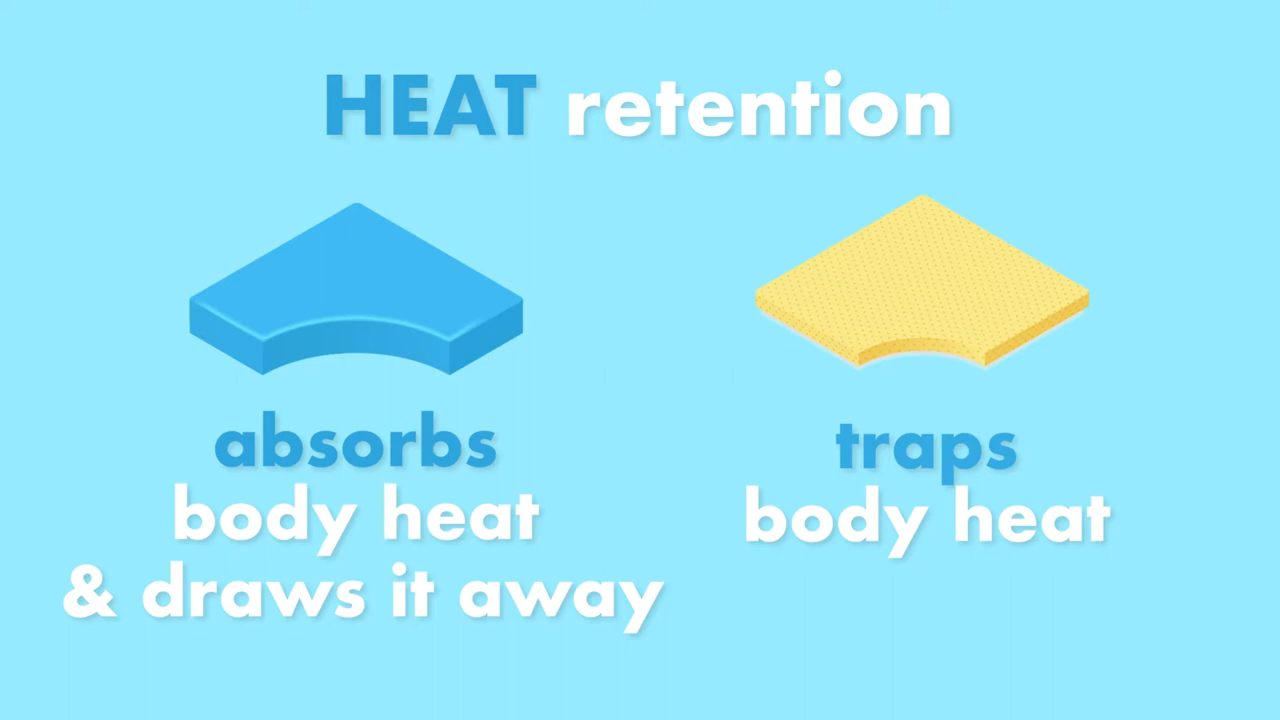 HEAT retention
absorbs
body heat
& draws it away
traps
body heat